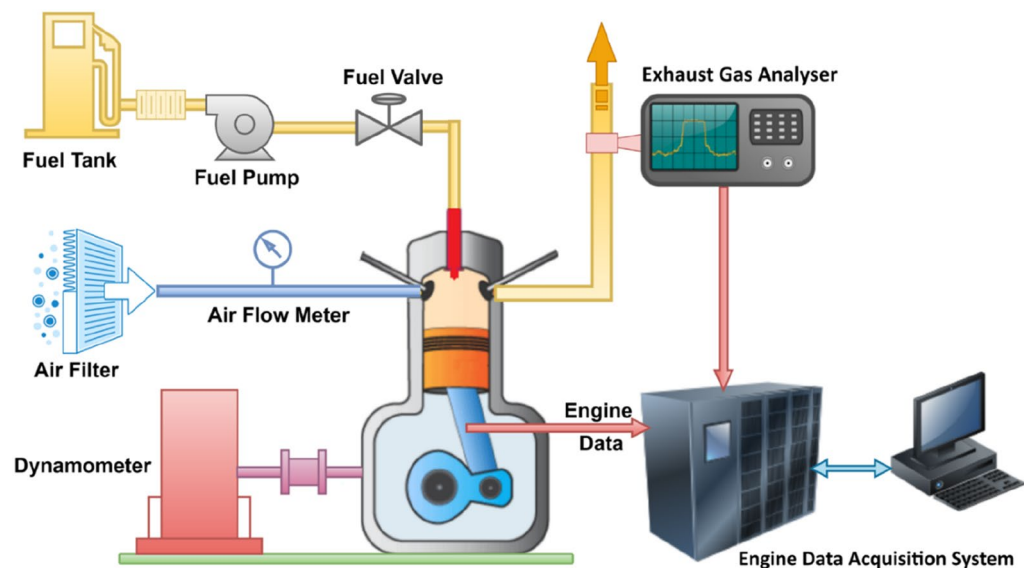 Fuel Valve
Exhaust Gas Analyser
Fuel Tank
Fuel Pump
Air Flow Meter
Air Filter
Engine
Data
Dynamometer
Engine Data Acquisition System